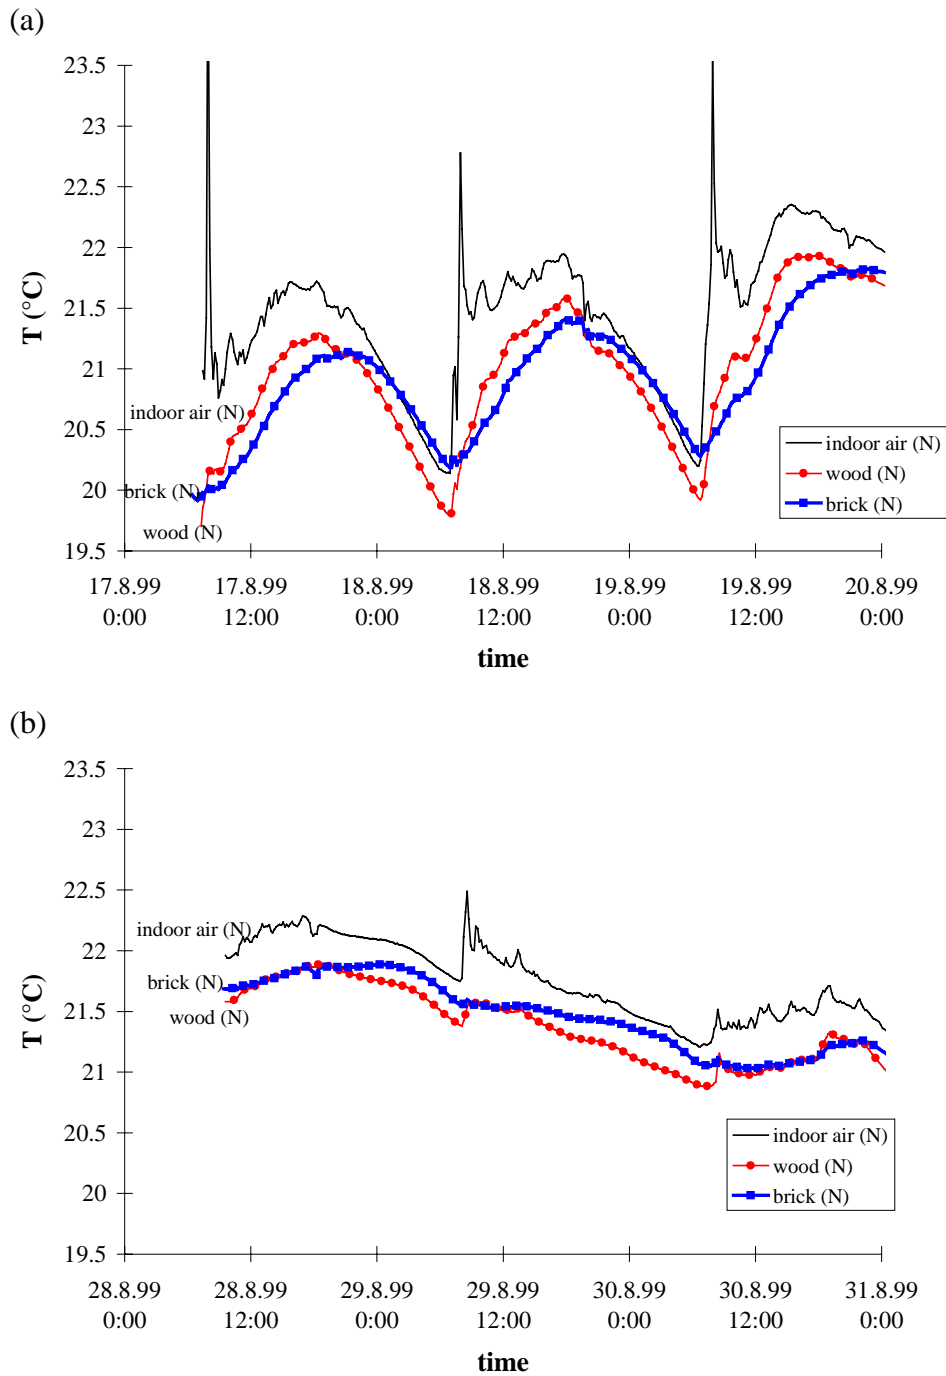 (a)
23.5
23
22.5
22
21.5
21
20.5
20
19.5
T (°C)
indoor air (N)
brick (N)
wood (N)
indoor air (N)
wood (N)
brick (N)
17.8.99 17.8.99 18.8.99 18.8.99 19.8.99 19.8.99 20.8.99
0:00 12:00 0:00 12:00 0:00 12:00 0:00
time
(b)
23.5
23
22.5
22
21.5
21
20.5
20
19.5
T (°C)
indoor air (N)
brick (N)
wood (N)
indoor air (N)
wood (N)
brick (N)
28.8.99 28.8.99 29.8.99 29.8.99 30.8.99 30.8.99 31.8.99
0:00 12:00 0:00 12:00 0:00 12:00 0:00
time